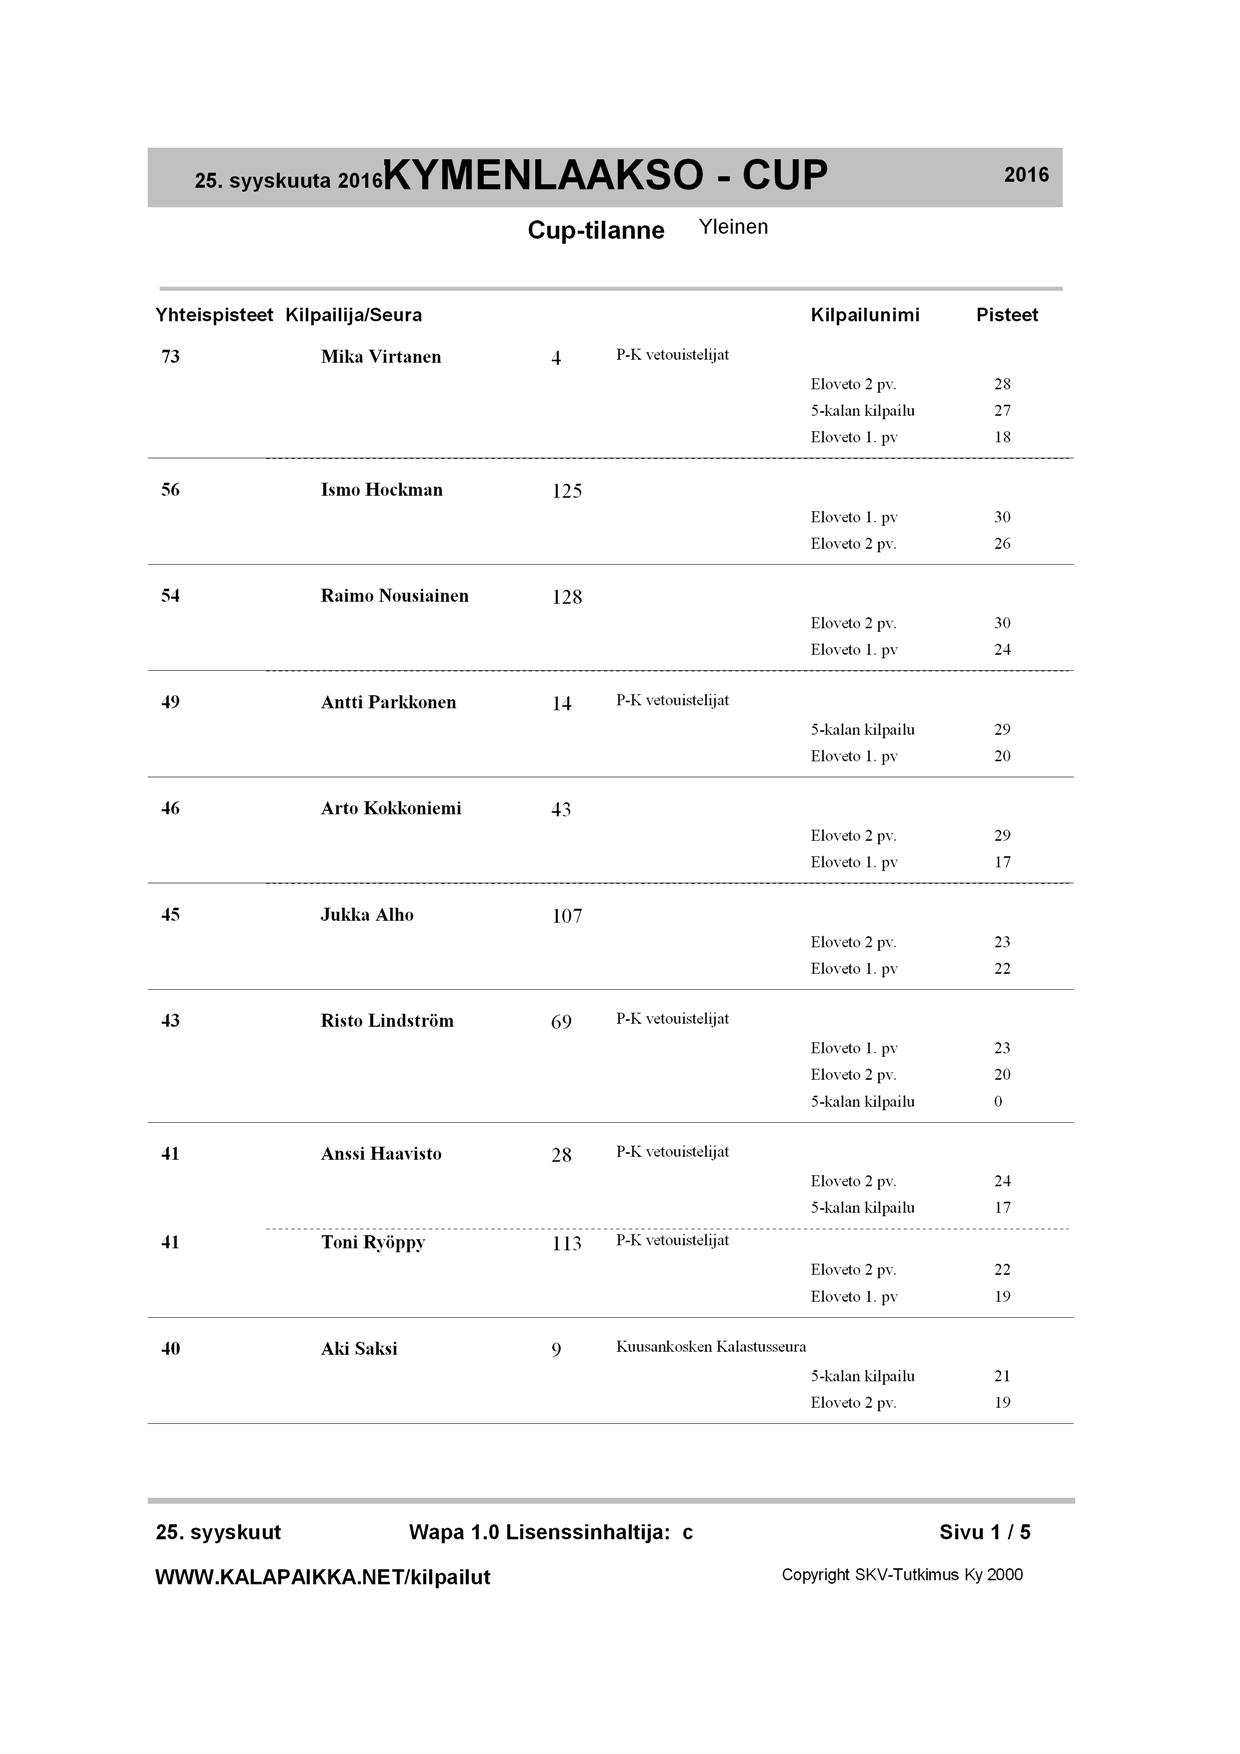 25. syyskuuta 2016 KYMENLAAKSO - CUP 2016
Cup-tilanne Yleinen
Yhteispisteet Kilpailija/Seura Kilpailunimi Pisteet
73 Mika Virtanen 4 P-K vetouistelijat
Eloveto 2 pv. 28
5-kalan kilpailu 27
Eloveto 1. pv 18
56 Ismo Hockman 125
Eloveto 1. pv 30
Eloveto 2 pv. 26
54 Raimo Nousiainen 128
Eloveto 2 pv. 30
Eloveto 1. pv 24
49 Antti Parkkonen 14 P-K vetouistelijat
5-kalan kilpailu 29
Eloveto 1. pv 20
46 Arto Kokkoniemi 43
Eloveto 2 pv. 29
Eloveto 1. pv 17
45 Jukka Alho 107
Eloveto 2 pv. 23
Eloveto 1. pv 22
43 Risto Lindström 69 P-K vetouistelijat
Eloveto 1. pv 23
Eloveto 2 pv. 20
5-kalan kilpailu 0
41 Anssi Haavisto 28 P-K vetouistelijat
Eloveto 2 pv. 24
5-kalan kilpailu 17
41 Toni Ryöppy 113 P-K vetouistelijat
Eloveto 2 pv. 22
Eloveto 1. pv 19
40 Aki Saksi 9 Kuusankosken Kalastusseura
5-kalan kilpailu 21
Eloveto 2 pv. 19
25. syyskuut Wapa 1.0 Lisenssinhaltija: c Sivu 1 / 5
WWW.KALAPAIKKA.NET/kilpailut Copyright SKV-Tutkimus Ky 2000